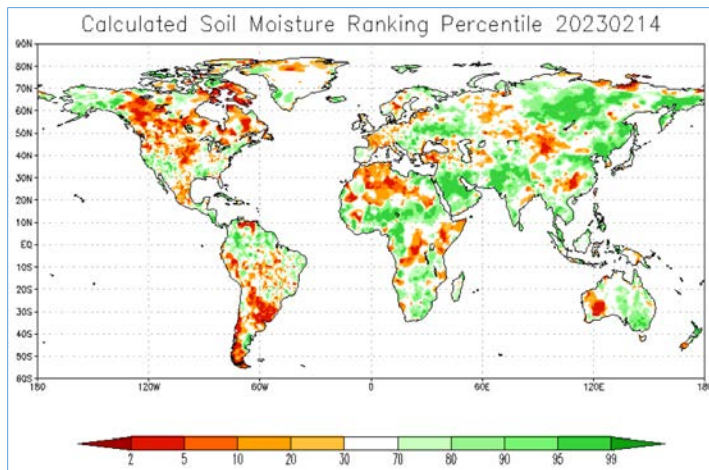 Calculated Soil Moisture Ranking Percentile 20230214
90N
80N
70N
60N
50N
40N
30N
20N
10N
EQ
10S
20S
30S
40S
50S
60S
180 120W 60W 0 60E 120E 180
2 5 10 20 30 70 80 90 95 99